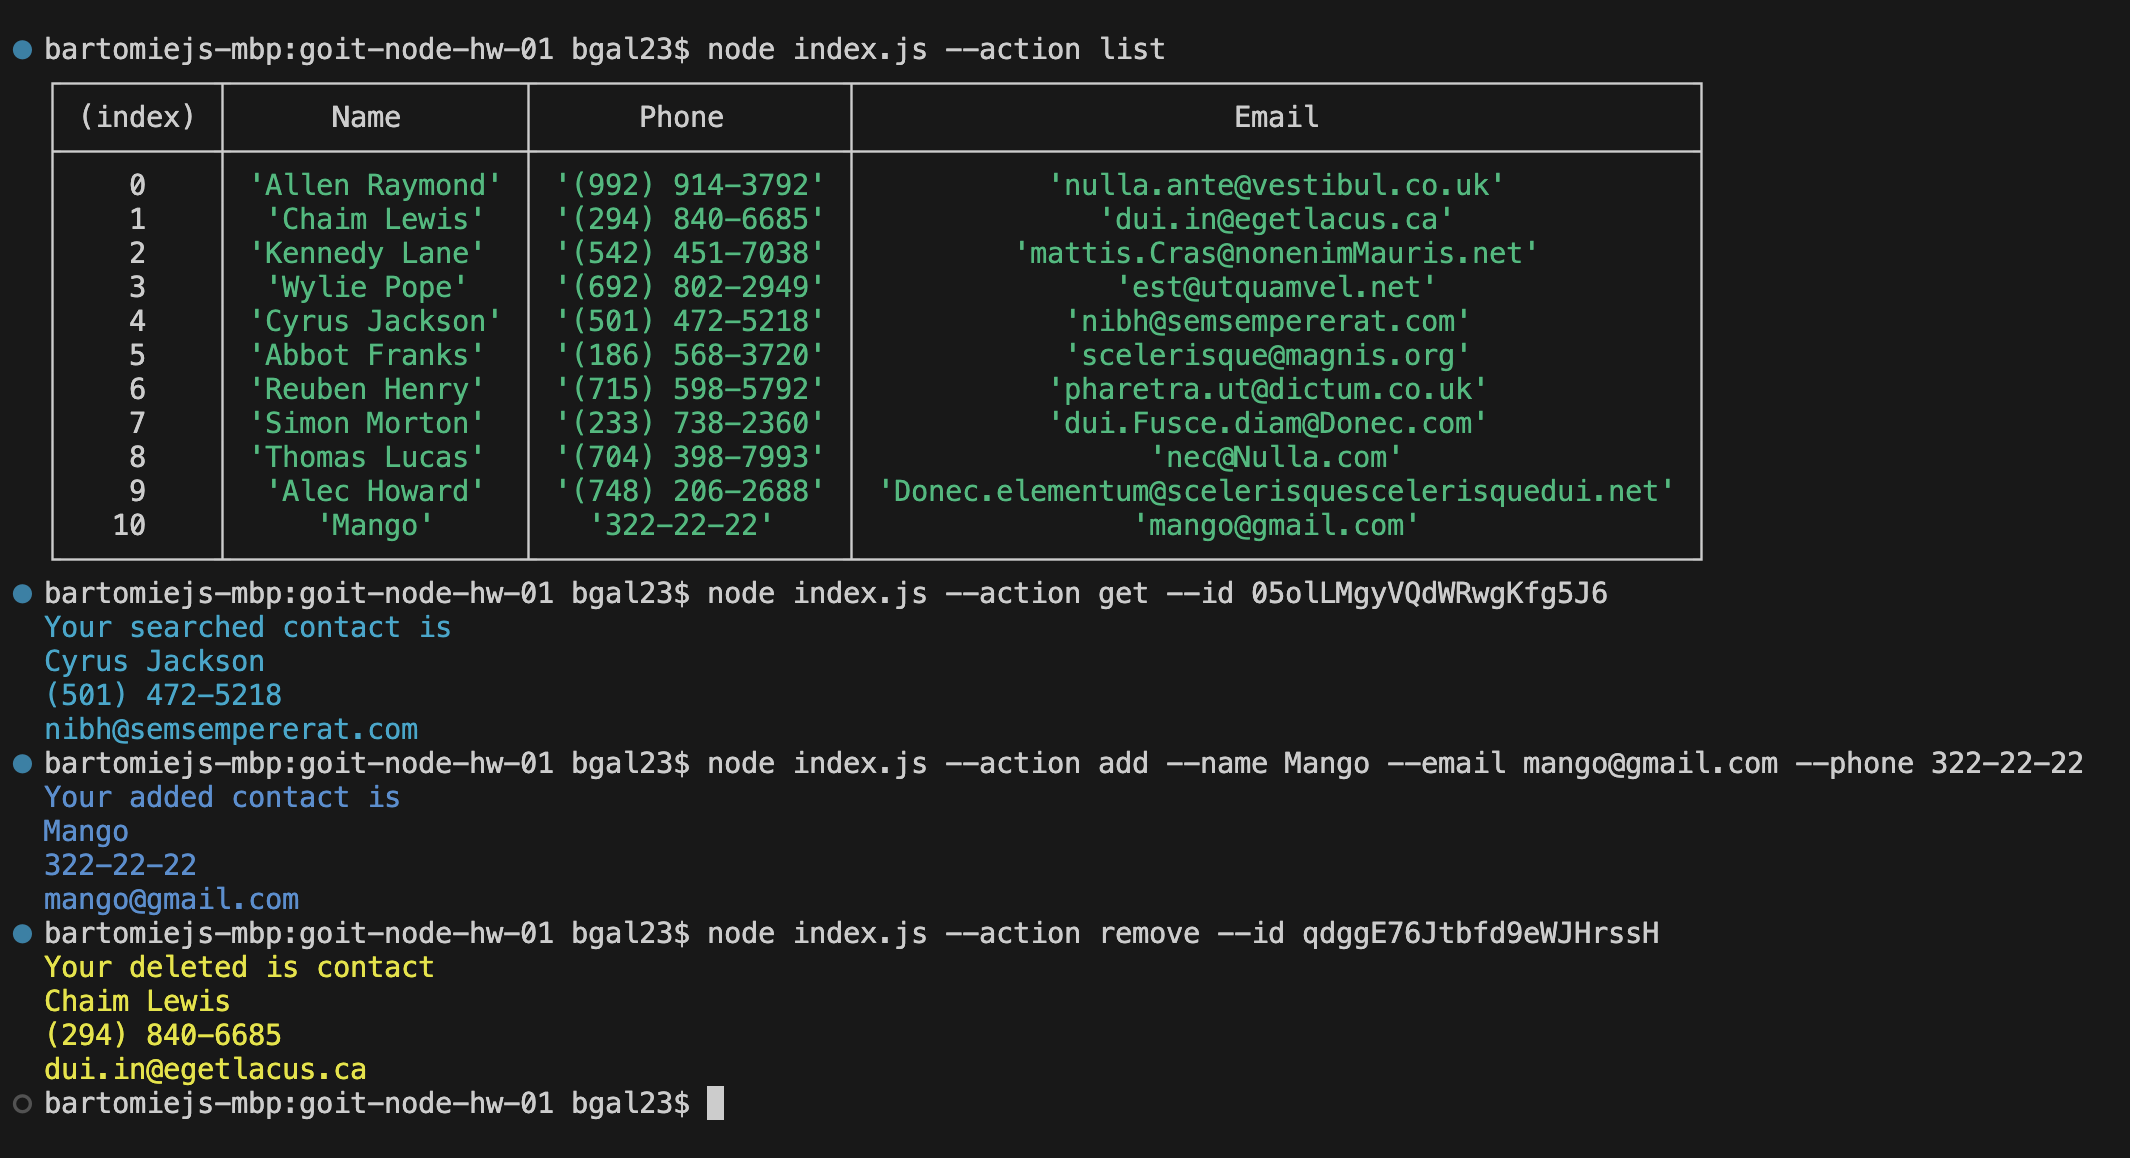 bartomiejs-mbp:goit-node-hw-01 bgal23$ node index.js --action list
(index) Name Phone Email
0 'Allen Raymond' '(992) 914-3792' 'nulla.ante@vestibul.co.uk'
1 'Chaim Lewis' '(294) 840-6685' 'dui.in@egetlacus.ca'
2 'Kennedy Lane' '(542) 451-7038' 'mattis.Cras@nonenimMauris.net'
3 'Wylie Pope' '(692) 802-2949' 'est@utquamvel.net'
4 'Cyrus Jackson' '(501) 472-5218' 'nibh@semsempererat.com'
5 'Abbot Franks' '(186) 568-3720' 'scelerisque@magnis.org'
6 'Reuben Henry' '(715) 598-5792' 'pharetra.ut@dictum.co.uk'
7 'Simon Morton' '(233) 738-2360' 'dui.Fusce.diam@Donec.com'
8 'Thomas Lucas' '(704) 398-7993' 'nec@Nulla.com'
9 'Alec Howard' '(748) 206-2688' 'Donec.elementum@scelerisquescelerisquedui.net'
10 'Mango' '322-22-22' 'mango@gmail.com'
bartomiejs-mbp:goit-node-hw-01 bgal23$ node index.js --action get --id 05olLMgyVQdWRwgKfg5J6
Your searched contact is
Cyrus Jackson
(501) 472-5218
nibh@semsempererat.com
bartomiejs-mbp:goit-node-hw-01 bgal23$ node index.js --action add --name Mango --email mango@gmail.com --phone 322-22-22
Your added contact is
Mango
322-22-22
mango@gmail.com
bartomiejs-mbp:goit-node-hw-01 bgal23$ node index.js --action remove --id qdggE76Jtbfd9eWJHrssH
Your deleted is contact
Chaim Lewis
(294) 840-6685
dui.in@egetlacus.ca
bartomiejs-mbp:goit-node-hw-01 bgal23$